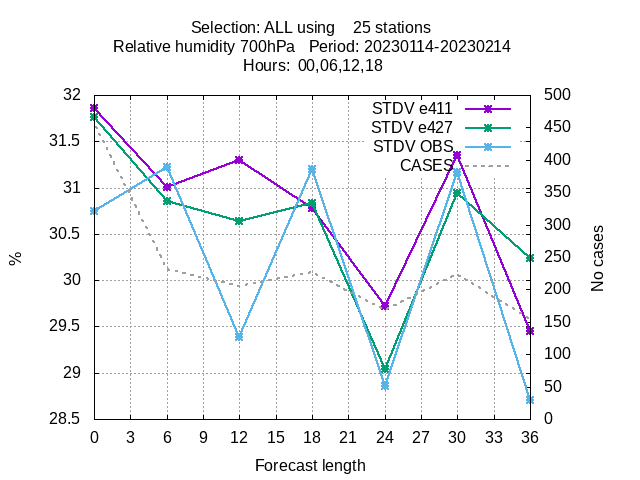 Selection: ALL using    25 stations
Relative humidity 700hPa   Period: 20230114-20230214
Hours:  00,06,12,18
32
31.5
31
30.5
30
29.5
29
28.5
%
500
450
400
350
300
250
200
150
100
50
0
No cases
STDV e411
STDV e427
STDV OBS
CASES
0 3 6 9 12 15 18 21 24 27 30 33 36
Forecast length